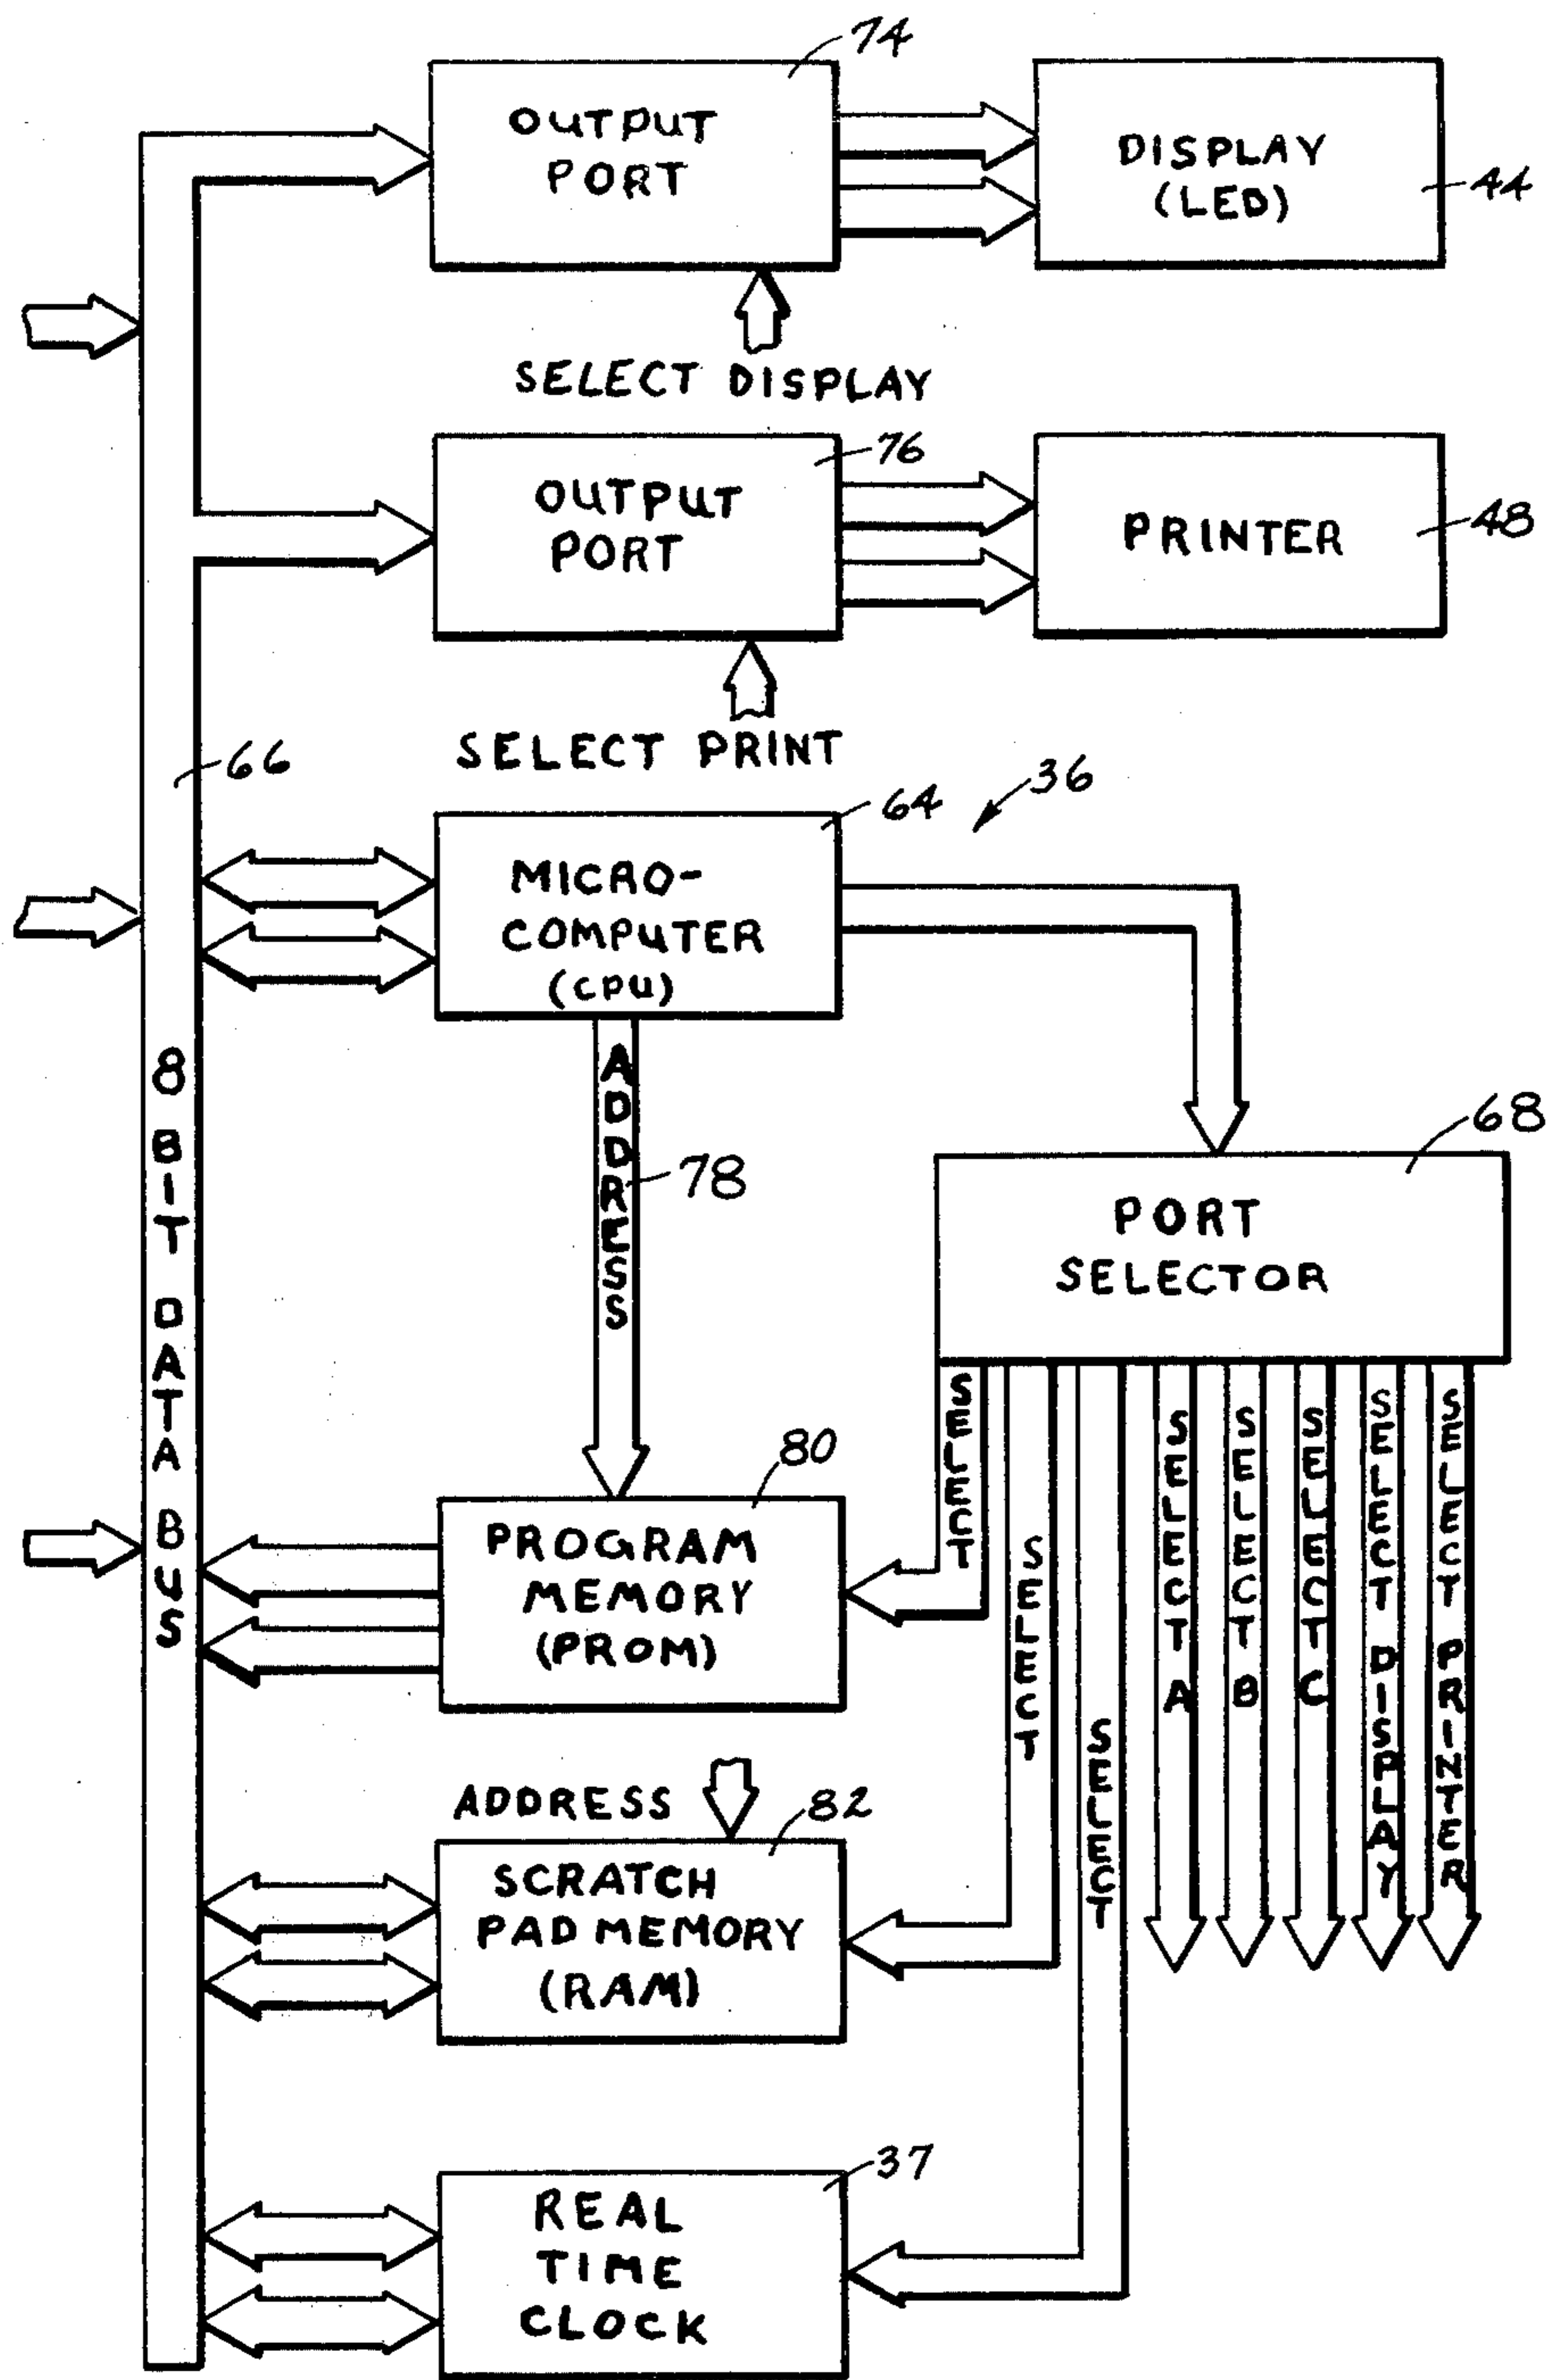 74
OUTPUT
PORT
DISPLAY
(LED)
44
SELECT DISPLAY
76
OUTPUT
PORT
PRINTER
48
SELECT PRINT
66
64
36
MICRO-
COMPUTER
(CPU)
8 BIT DATA BUS
ADDRESS
78
68
PORT
SELECTOR
SELECT
SELECT
SELECT
SELECT A
SELECT B
SELECT C
SELECT DISPLAY
SELECT PRINTER
80
PROGRAM
MEMORY
(PROM)
ADDRESS
82
SCRATCH
PAD MEMORY
(RAM)
37
REAL
TIME
CLOCK